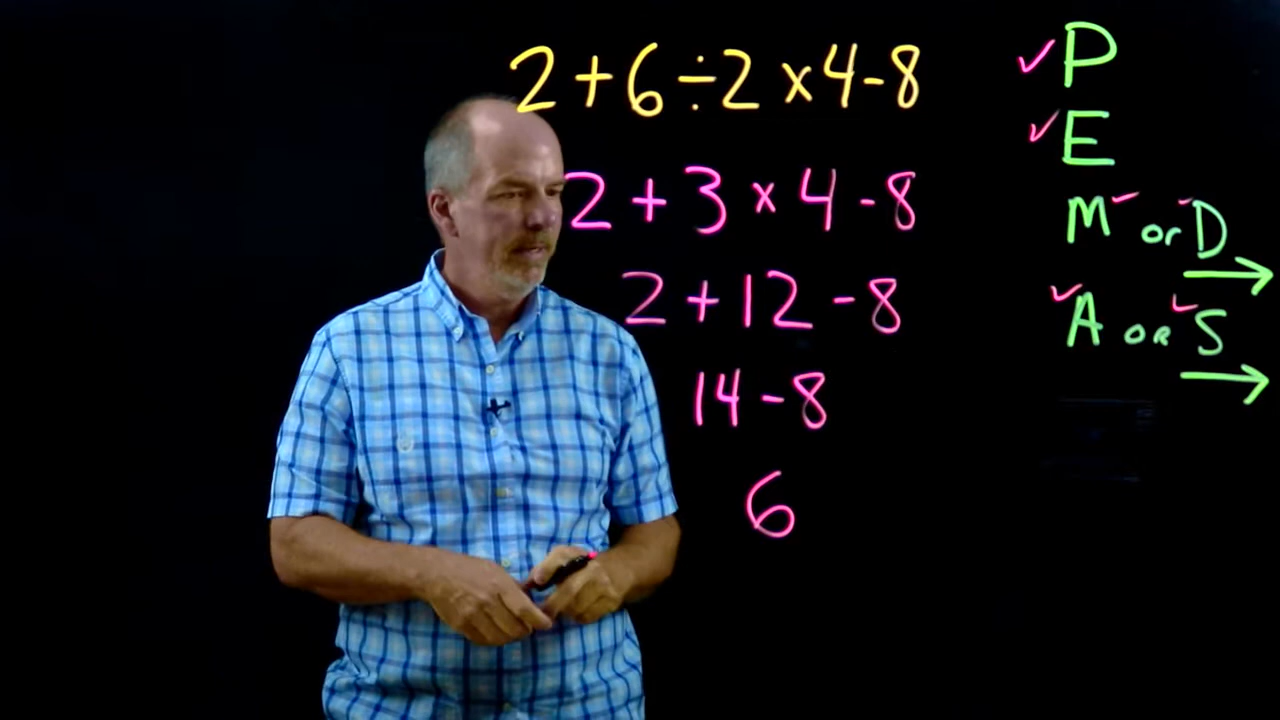 2 + 6 ÷ 2 × 4 - 8
2 + 3 × 4 - 8
2 + 12 - 8
14 - 8
6
✓ P
✓ E
M✓ or ✓D
→
✓A OR ✓S
→